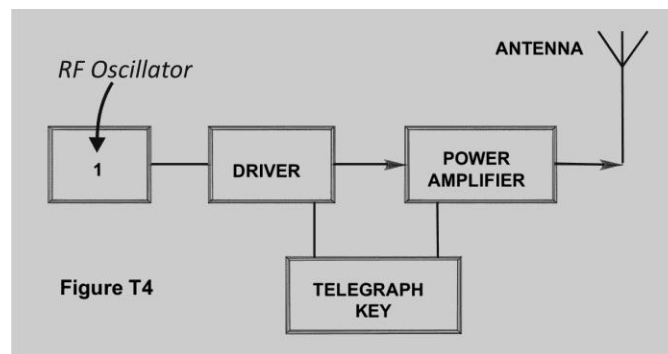 ANTENNA
RF Oscillator
1
DRIVER
POWER
AMPLIFIER
TELEGRAPH
KEY
Figure T4